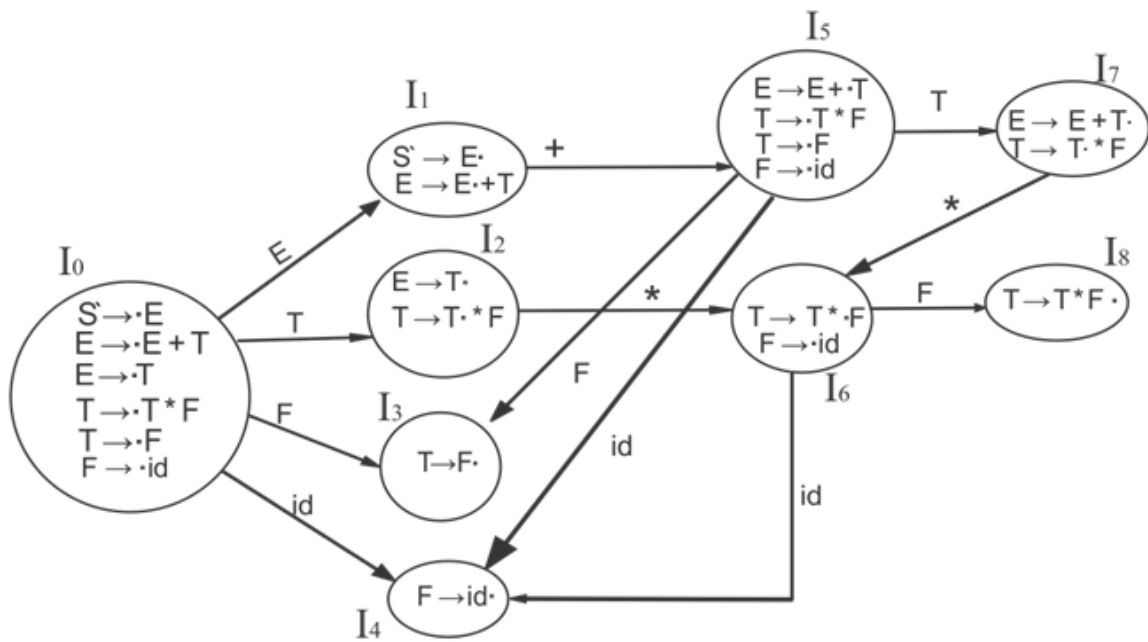 I0
S` → ·E
E → ·E + T
E → ·T
T → ·T * F
T → ·F
F → ·id
E
T
F
id
I1
S` → E·
E → E· + T
+
I2
E → T·
T → T· * F
*
I3
T → F·
I4
F → id·
I5
E → E + ·T
T → ·T * F
T → ·F
F → ·id
T
F
id
I7
E → E + T·
T → T· * F
*
T → T * ·F
F → ·id
I6
F
id
I8
T → T * F ·